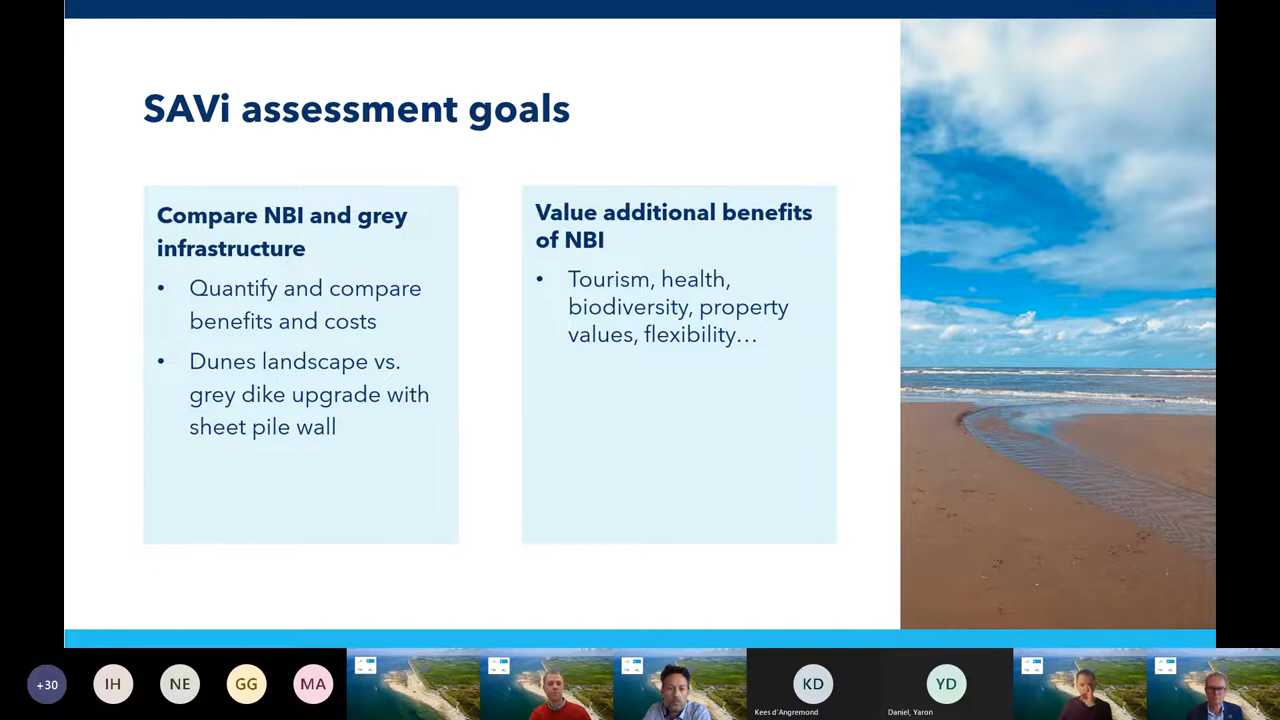 SAVi assessment goals
Compare NBI and grey
infrastructure
• Quantify and compare
benefits and costs
• Dunes landscape vs.
grey dike upgrade with
sheet pile wall
Value additional benefits
of NBI
• Tourism, health,
biodiversity, property
values, flexibility…
+30
IH
NE
GG
MA
KD
Kees d'Angremond
YD
Daniel, Yaron